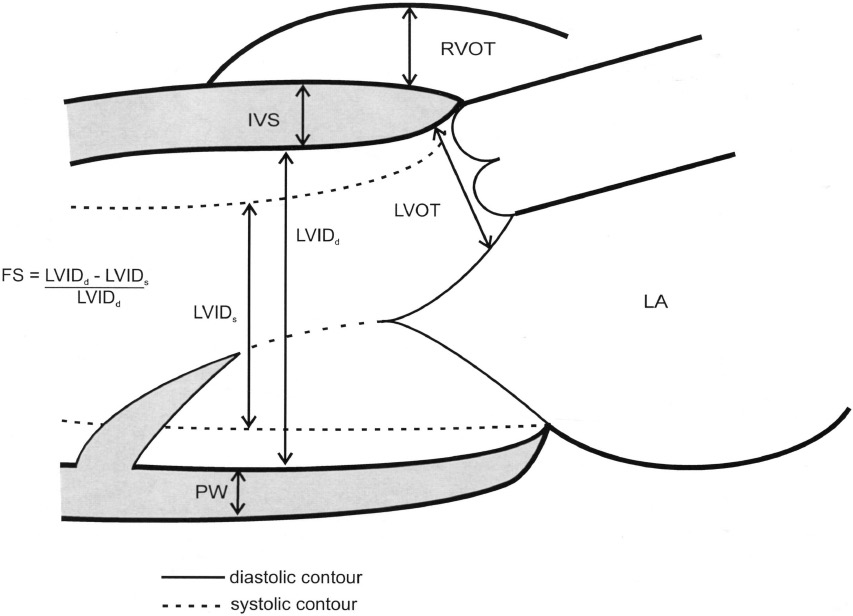 RVOT
IVS
LVOT
LVIDd
FS = LVIDd - LVIDs
LVIDd
LVIDs
LA
PW
diastolic contour
systolic contour